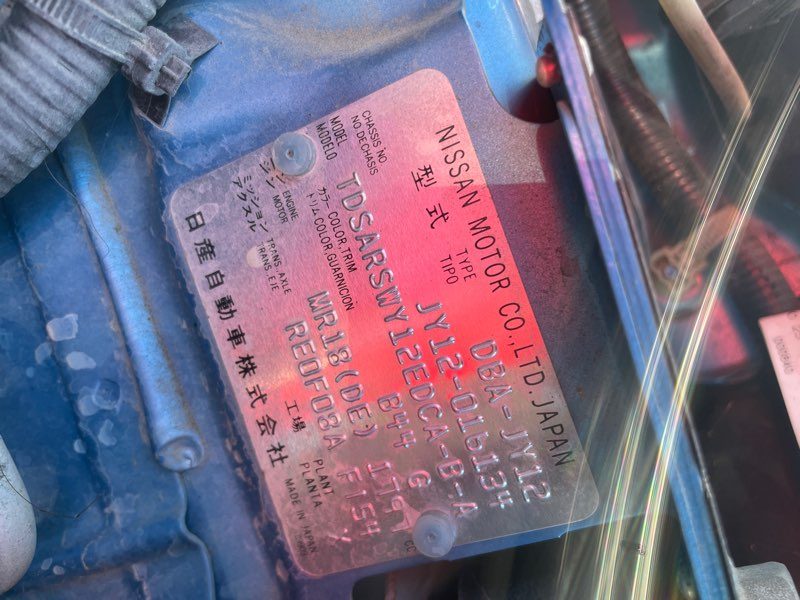 NISSAN MOTOR CO.,LTD.JAPAN
型式 TYPE TIPO DBA-JY12
CHASSIS NO
NO DECHASIS JY12-016134
MODEL
MODELO TDSARSWY12EDCA-B-A
カラー COLOR,TRIM
トリム COLOR,GUARNICION B44 G
エンジン ENGINE MOTOR MR18(DE)
ミッション TRANS. AXLE
アクスル TRANS.EJE RE0F08A FT54
工場 PLANT PLANTA
日産自動車株式会社 MADE IN JAPAN